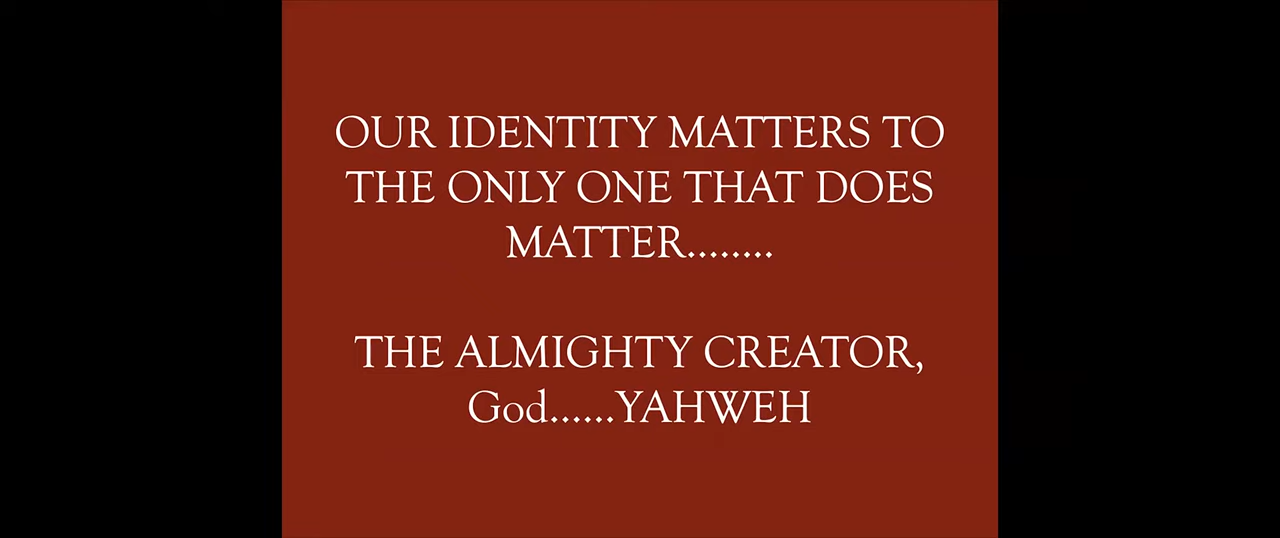 OUR IDENTITY MATTERS TO
THE ONLY ONE THAT DOES
MATTER........
THE ALMIGHTY CREATOR,
God......YAHWEH